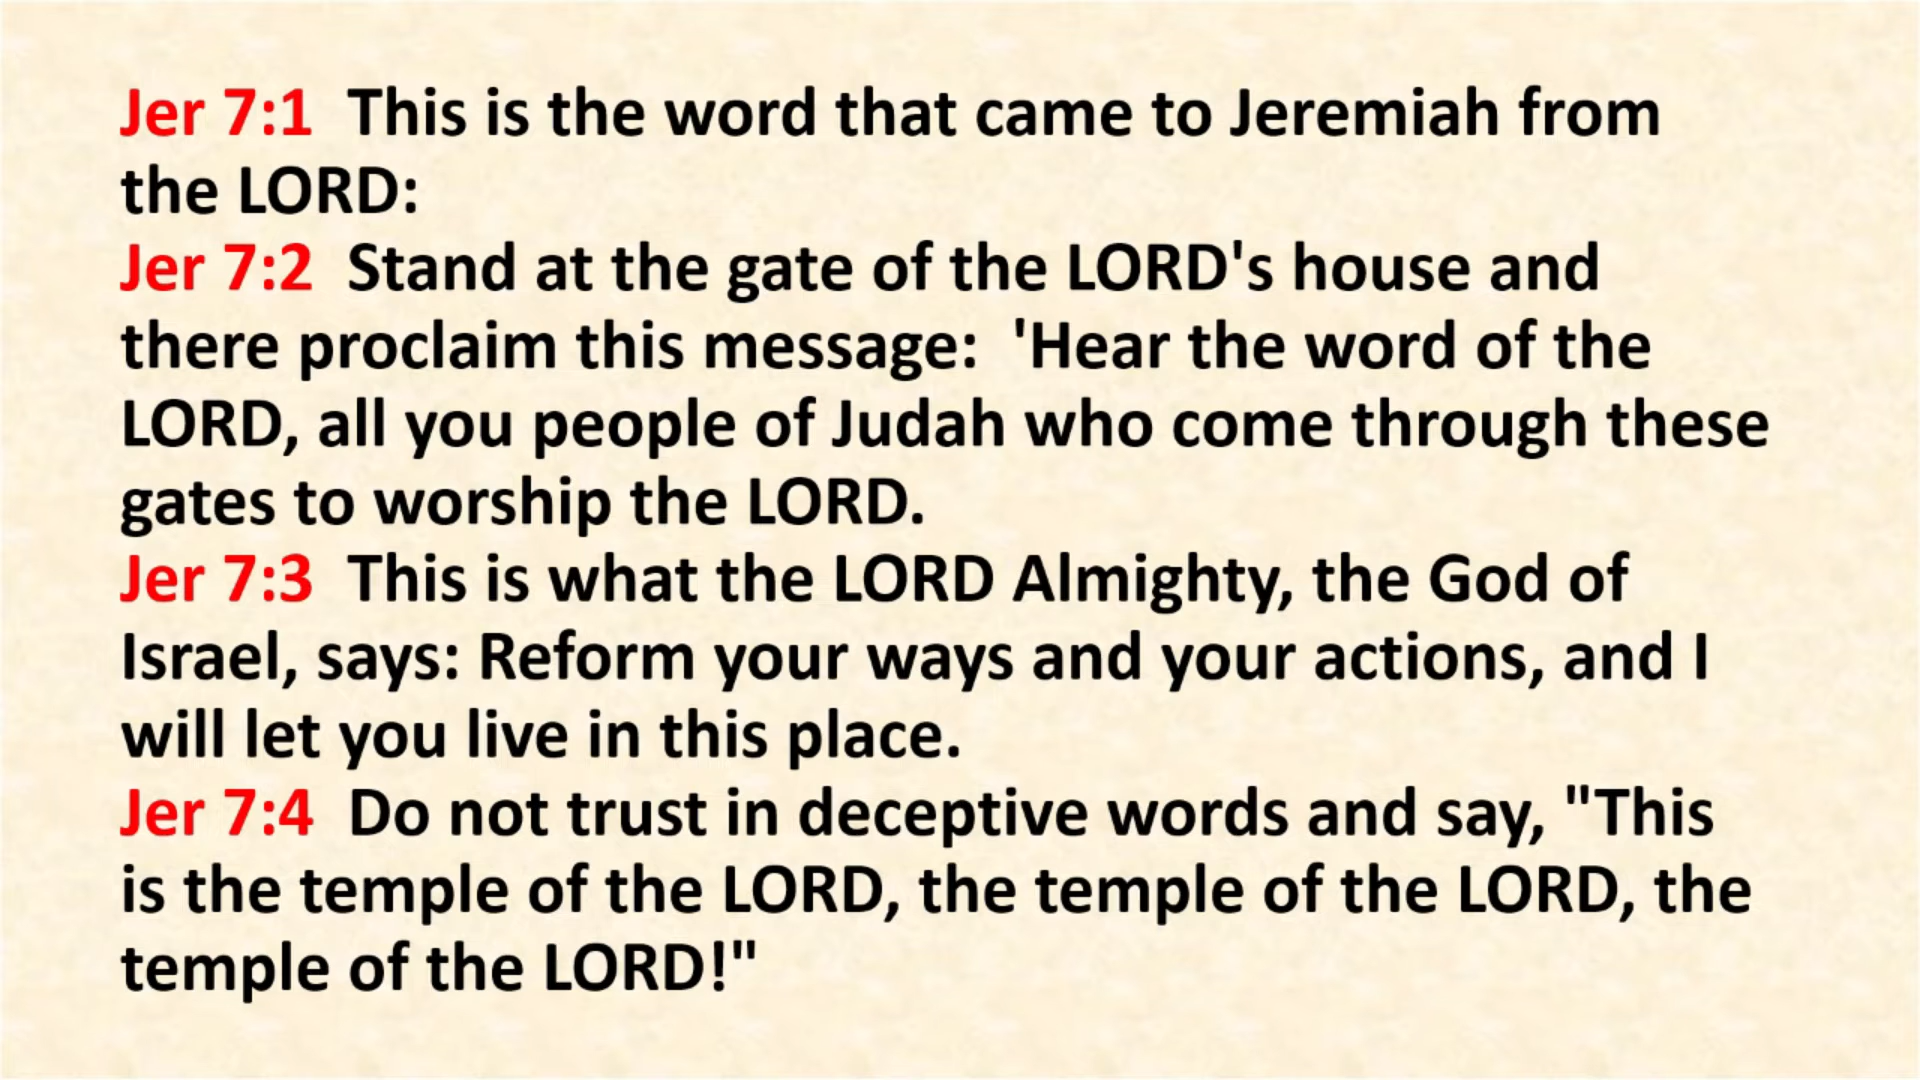 Jer 7:1  This is the word that came to Jeremiah from
the LORD:
Jer 7:2  Stand at the gate of the LORD's house and
there proclaim this message:  'Hear the word of the
LORD, all you people of Judah who come through these
gates to worship the LORD.
Jer 7:3  This is what the LORD Almighty, the God of
Israel, says: Reform your ways and your actions, and I
will let you live in this place.
Jer 7:4  Do not trust in deceptive words and say, "This
is the temple of the LORD, the temple of the LORD, the
temple of the LORD!"